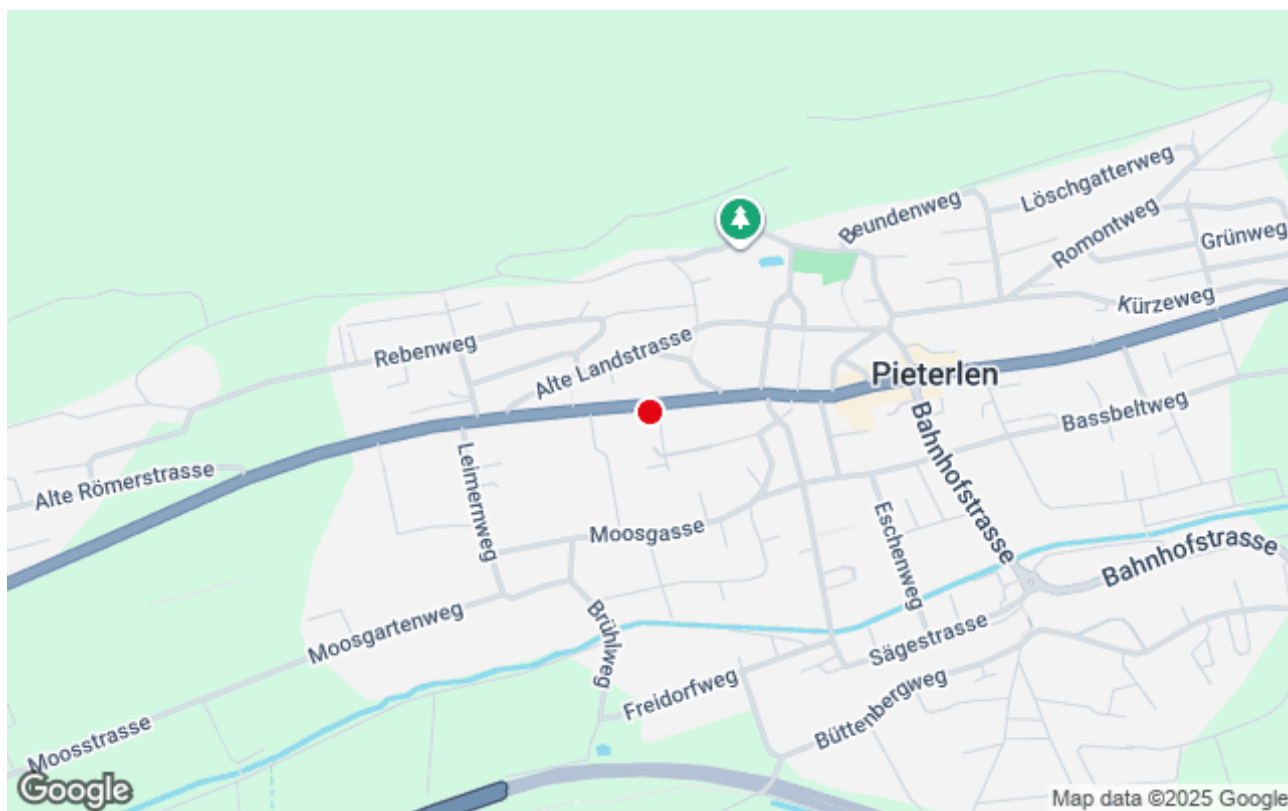 Löschgatterweg
Beundenweg
Romontweg
Grünweg
Kürzeweg
Rebenweg
Alte Landstrasse
Pieterlen
Bassbeltweg
Bahnhofstrasse
Alte Römerstrasse
Leimernweg
Moosgasse
Eschenweg
Bahnhofstrasse
Moosgartenweg
Brühlweg
Sägestrasse
Freidorfweg
Büttenbergweg
Moosstrasse
Google
Map data ©2025 Google